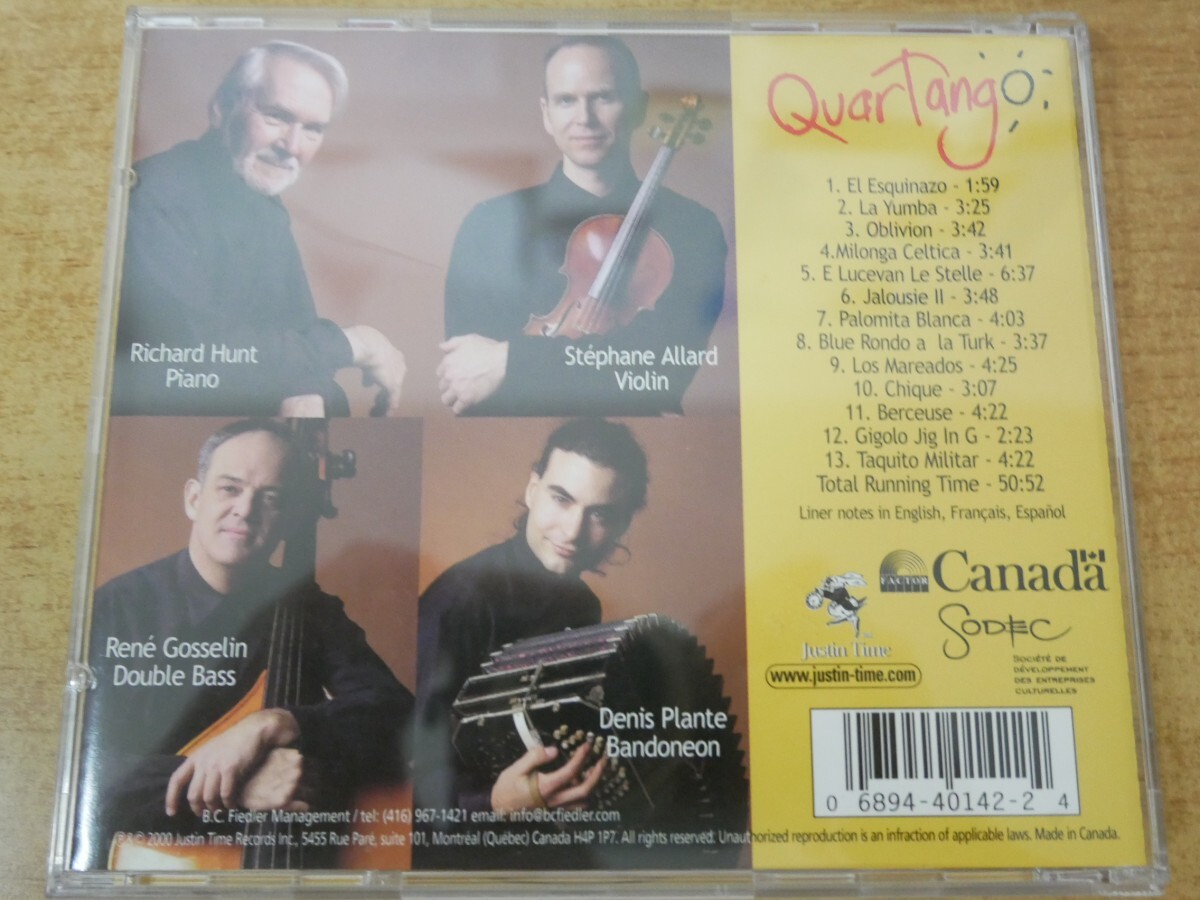 QuarTango
1. El Esquinazo - 1:59
2. La Yumba - 3:25
3. Oblivion - 3:42
4.Milonga Celtica - 3:41
5. E Lucevan Le Stelle - 6:37
6. Jalousie II - 3:48
7. Palomita Blanca - 4:03
8. Blue Rondo a la Turk - 3:37
9. Los Mareados - 4:25
10. Chique - 3:07
11. Berceuse - 4:22
12. Gigolo Jig In G - 2:23
13. Taquito Militar - 4:22
Total Running Time - 50:52
Liner notes in English, Français, Español
Richard Hunt
Piano
Stéphane Allard
Violin
René Gosselin
Double Bass
Denis Plante
Bandoneon
Justin Time
www.justin-time.com
FACTOR
Canada
SODEC
SOCIÉTÉ DE
DÉVELOPPEMENT
DES ENTREPRISES
CULTURELLES
0 6894-40142-2 4
B.C. Fiedler Management / tel: (416) 967-1421 email: info@bcfiedler.com
℗ & © 2000 Justin Time Records Inc., 5455 Rue Paré, suite 101, Montréal (Québec) Canada H4P 1P7. All rights reserved. Unauthorized reproduction is an infraction of applicable laws. Made in Canada.